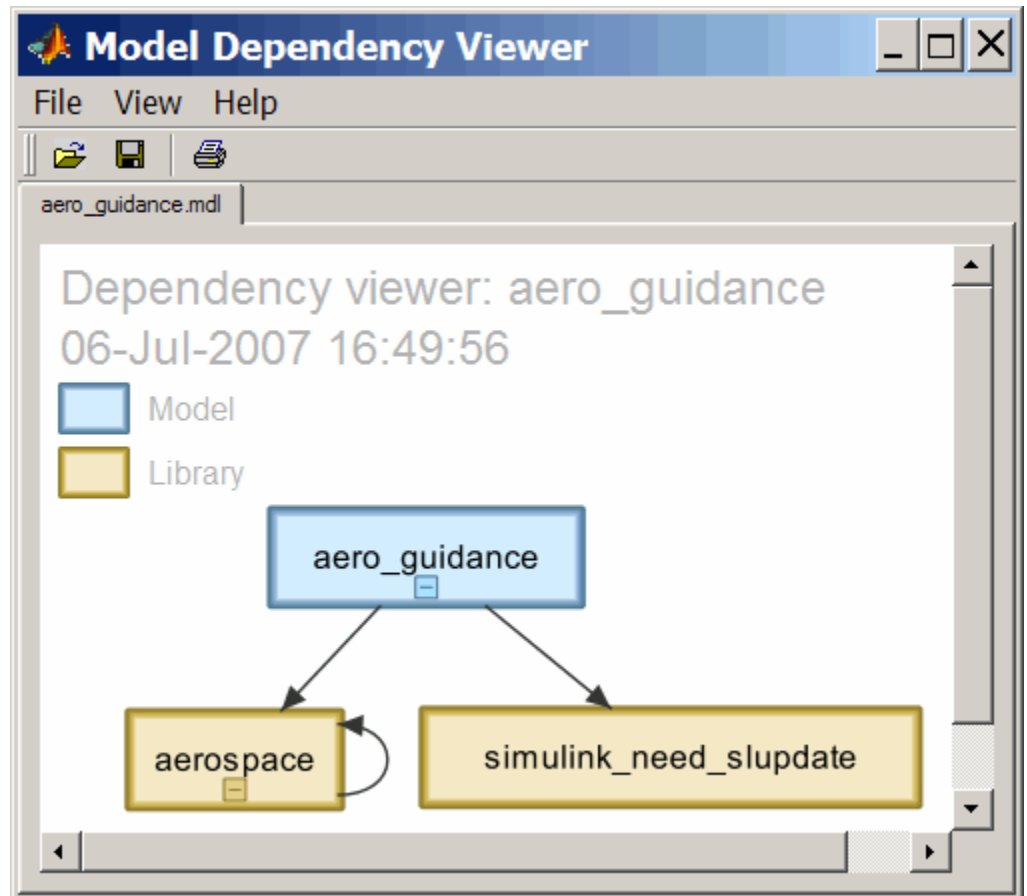 Model Dependency Viewer
File View Help
aero_guidance.mdl
Dependency viewer: aero_guidance
06-Jul-2007 16:49:56
Model
Library
aero_guidance
aerospace
simulink_need_slupdate